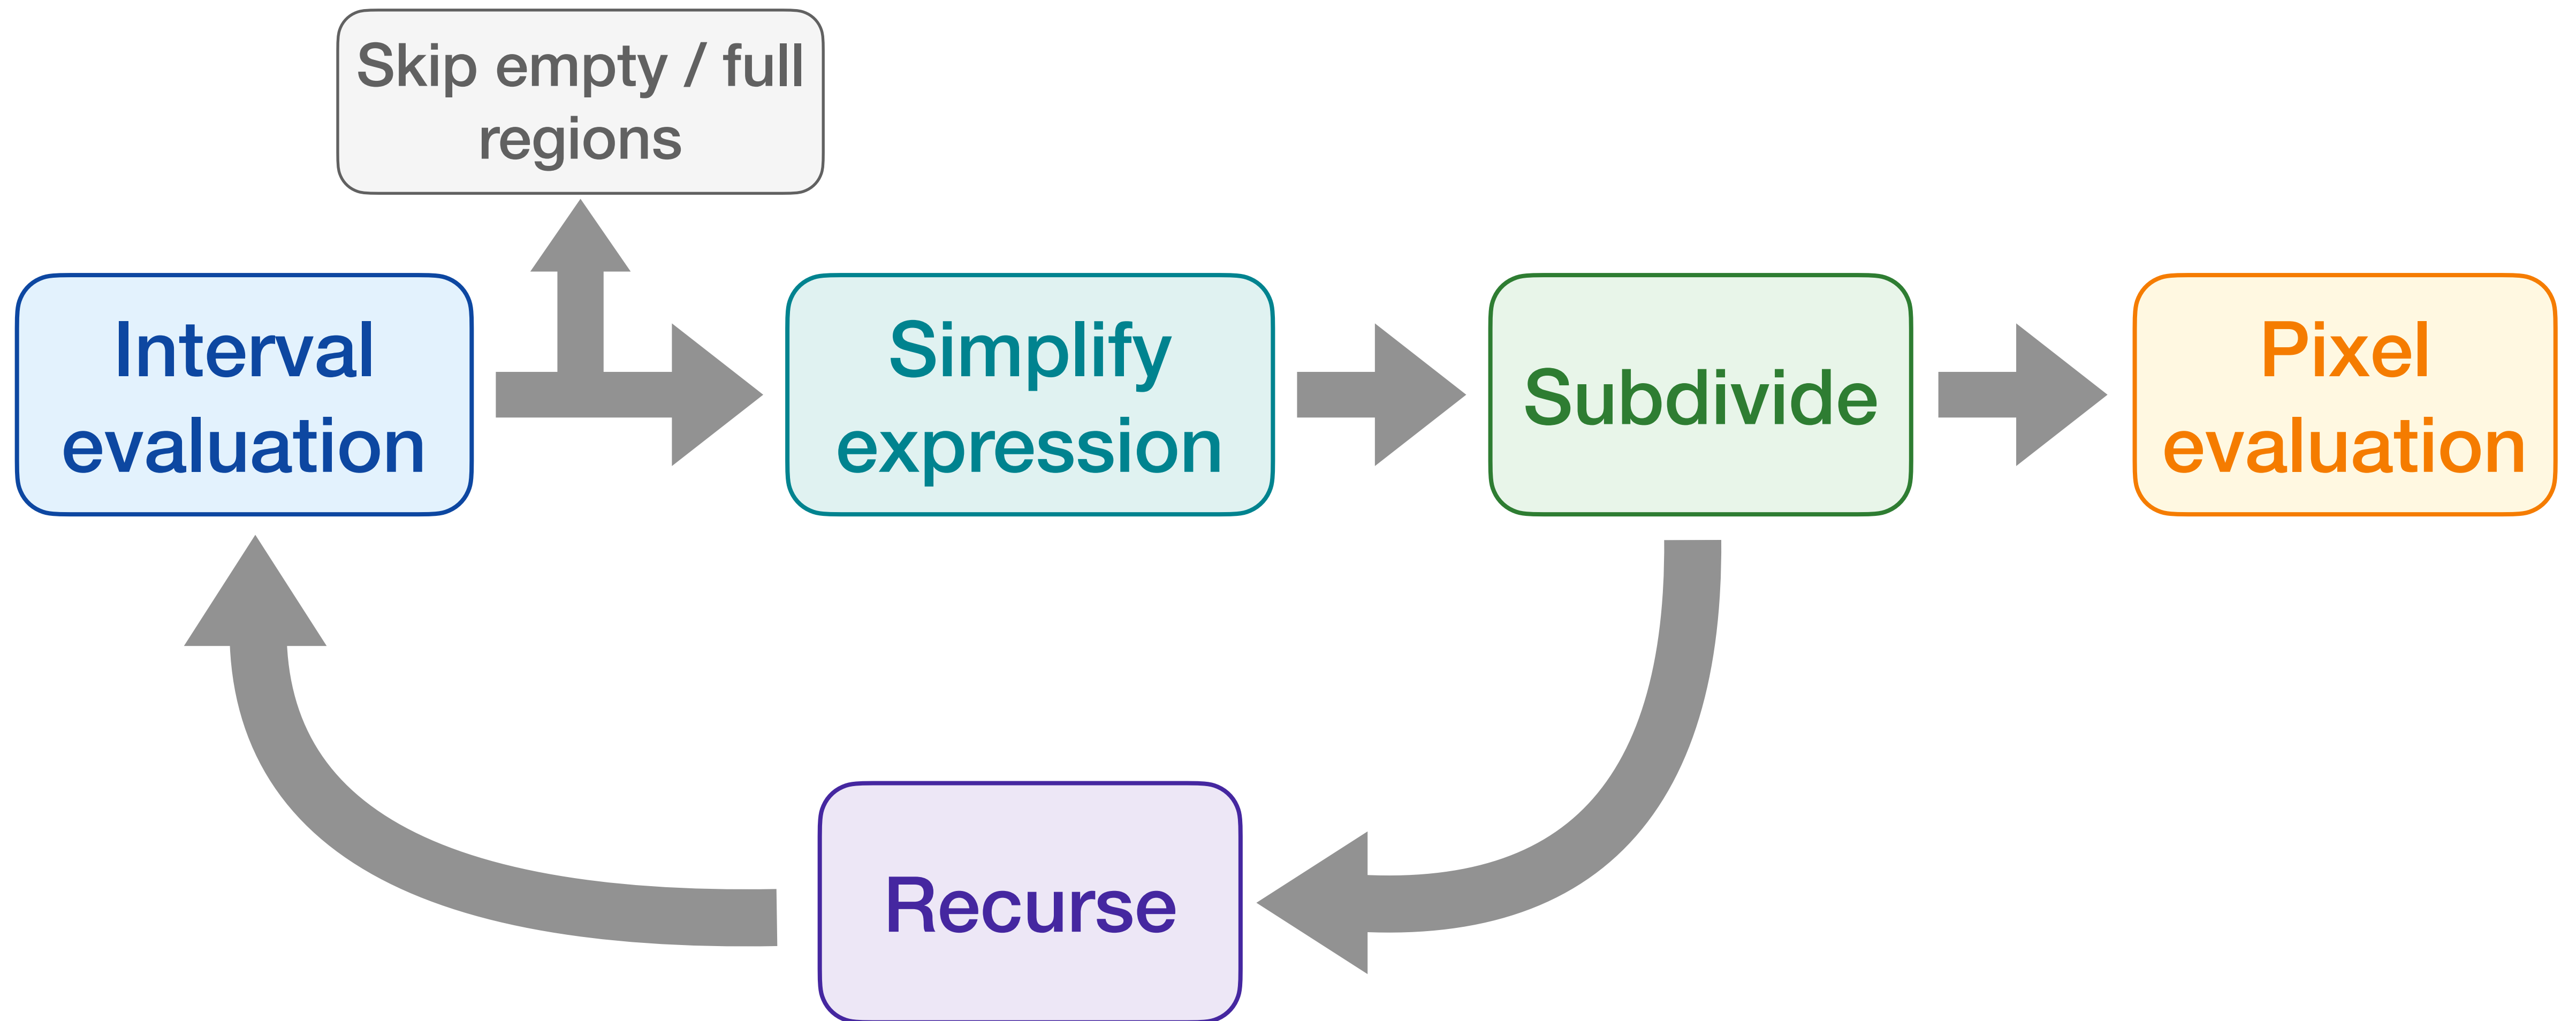 Skip empty / full
regions
Interval
evaluation
Simplify
expression
Subdivide
Pixel
evaluation
Recurse